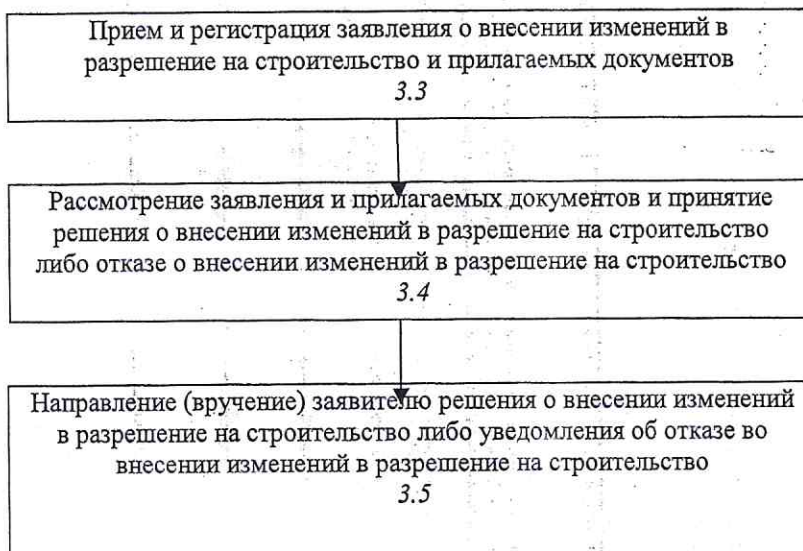 Прием и регистрация заявления о внесении изменений в
разрешение на строительство и прилагаемых документов
3.3
Рассмотрение заявления и прилагаемых документов и принятие
решения о внесении изменений в разрешение на строительство
либо отказе о внесении изменений в разрешение на строительство
3.4
Направление (вручение) заявителю решения о внесении изменений
в разрешение на строительство либо уведомления об отказе во
внесении изменений в разрешение на строительство
3.5